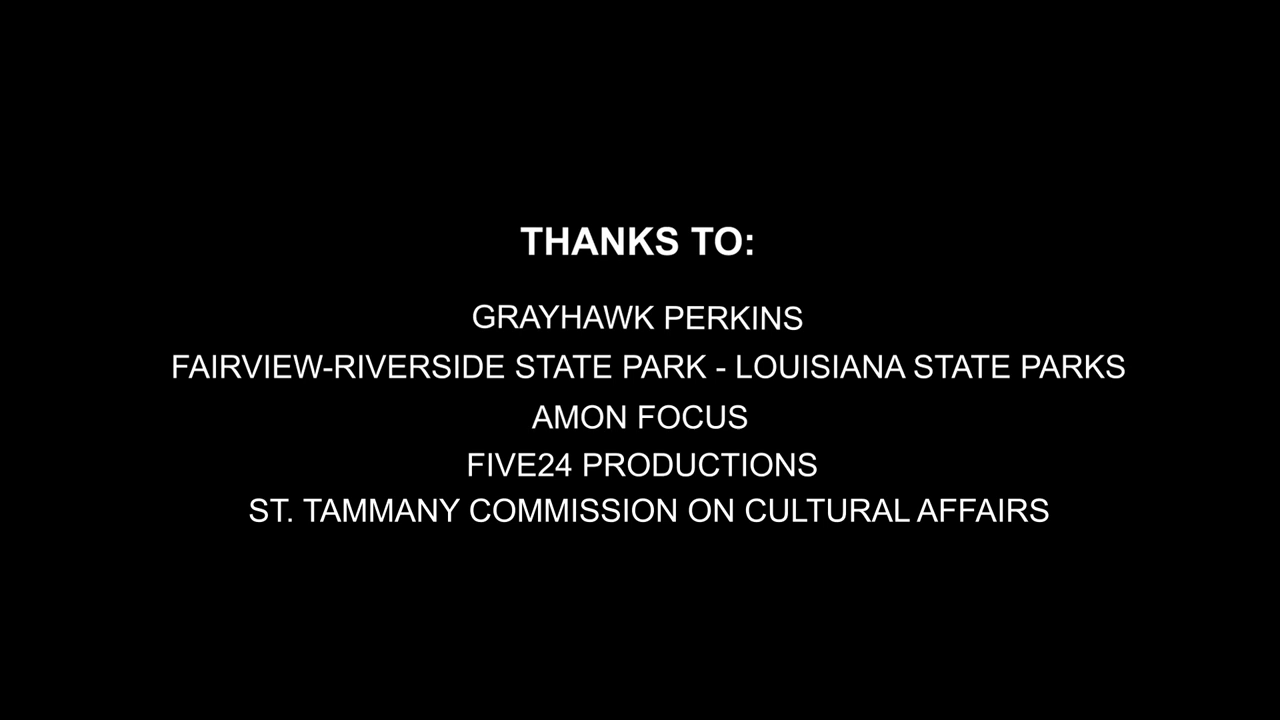 THANKS TO:
GRAYHAWK PERKINS
FAIRVIEW-RIVERSIDE STATE PARK - LOUISIANA STATE PARKS
AMON FOCUS
FIVE24 PRODUCTIONS
ST. TAMMANY COMMISSION ON CULTURAL AFFAIRS